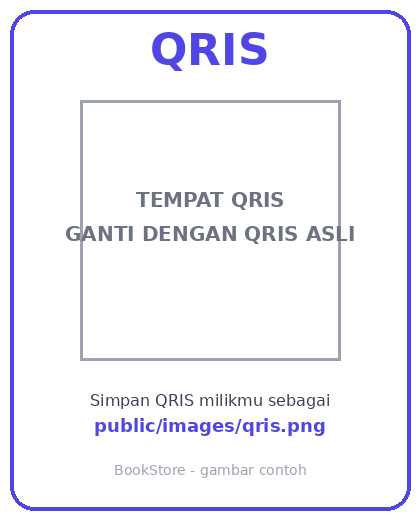 QRIS
TEMPAT QRIS
GANTI DENGAN QRIS ASLI
Simpan QRIS milikmu sebagai
public/images/qris.png
BookStore - gambar contoh